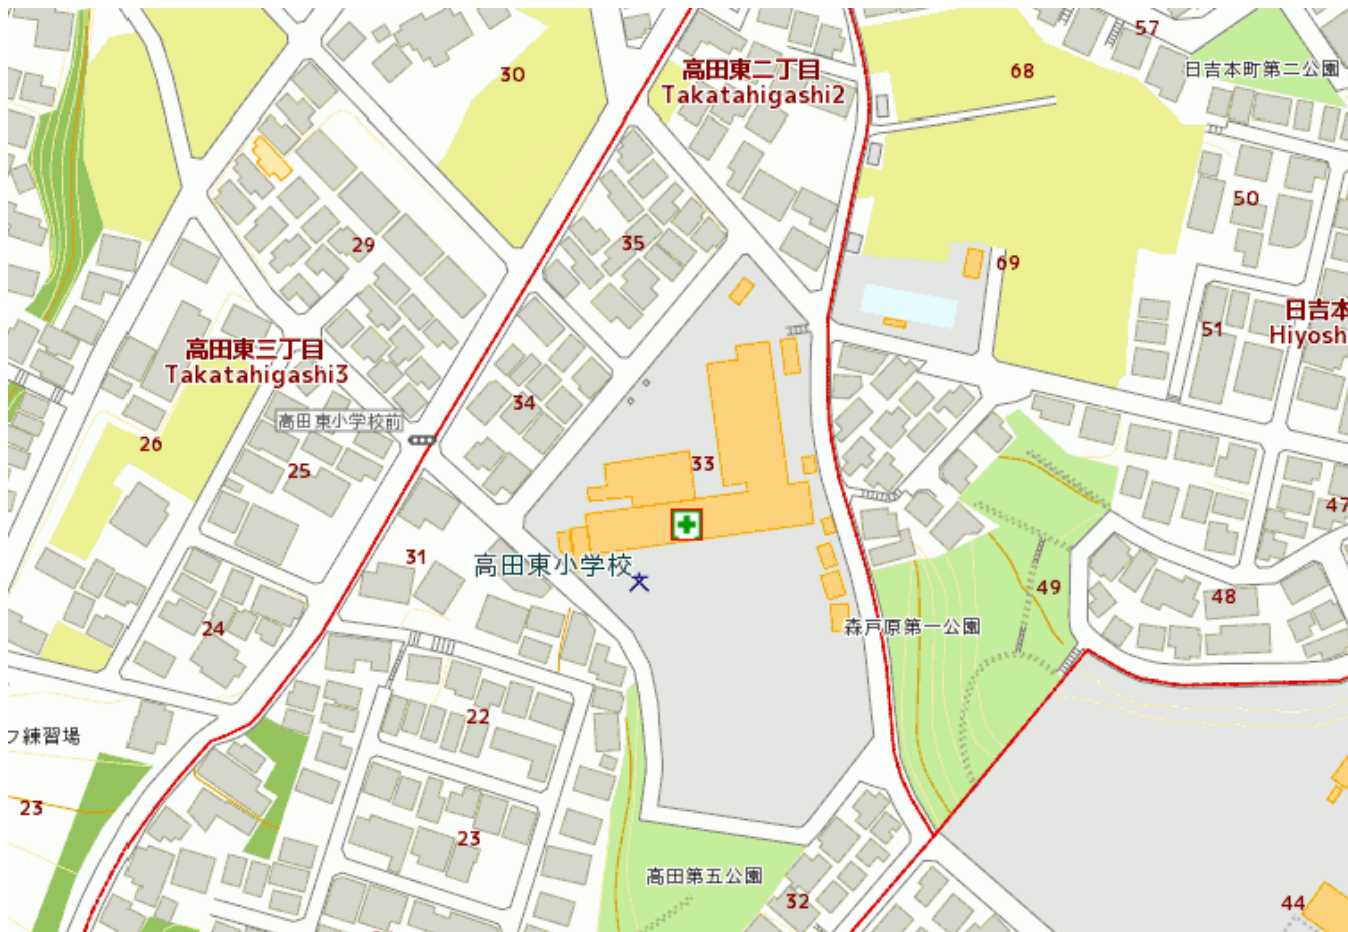 57
30
高田東二丁目
Takatahigashi2
68
日吉本町第二公園
50
35
29
69
51
日吉本
Hiyosh
高田東三丁目
Takatahigashi3
34
高田東小学校前
26
25
33
47
31
高田東小学校
文
49
48
24
森戸原第一公園
22
フ練習場
23
23
高田第五公園
32
44